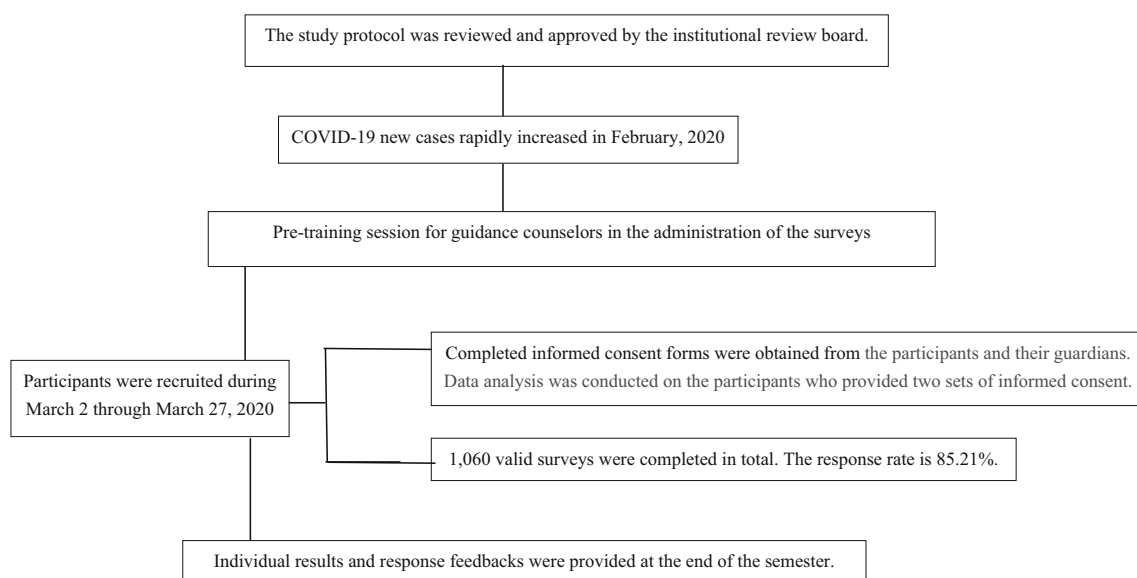 The study protocol was reviewed and approved by the institutional review board.
COVID-19 new cases rapidly increased in February, 2020
Pre-training session for guidance counselors in the administration of the surveys
Completed informed consent forms were obtained from the participants and their guardians.
Data analysis was conducted on the participants who provided two sets of informed consent.
Participants were recruited during
March 2 through March 27, 2020
1,060 valid surveys were completed in total. The response rate is 85.21%.
Individual results and response feedbacks were provided at the end of the semester.